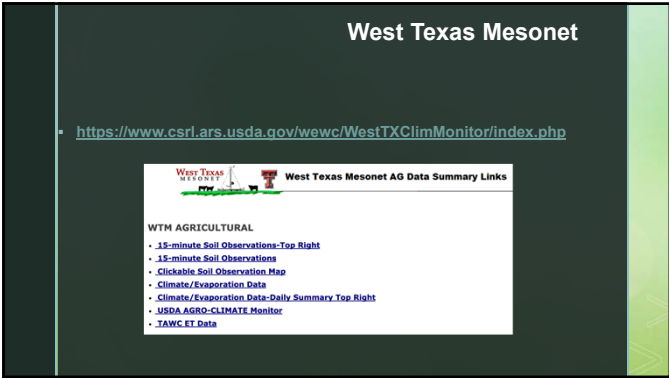 West Texas Mesonet
▪ https://www.csrl.ars.usda.gov/wewc/WestTXClimMonitor/index.php
WEST TEXAS
MESONET
West Texas Mesonet AG Data Summary Links
WTM AGRICULTURAL
• 15-minute Soil Observations-Top Right
• 15-minute Soil Observations
• Clickable Soil Observation Map
• Climate/Evaporation Data
• Climate/Evaporation Data-Daily Summary Top Right
• USDA AGRO-CLIMATE Monitor
• TAWC ET Data